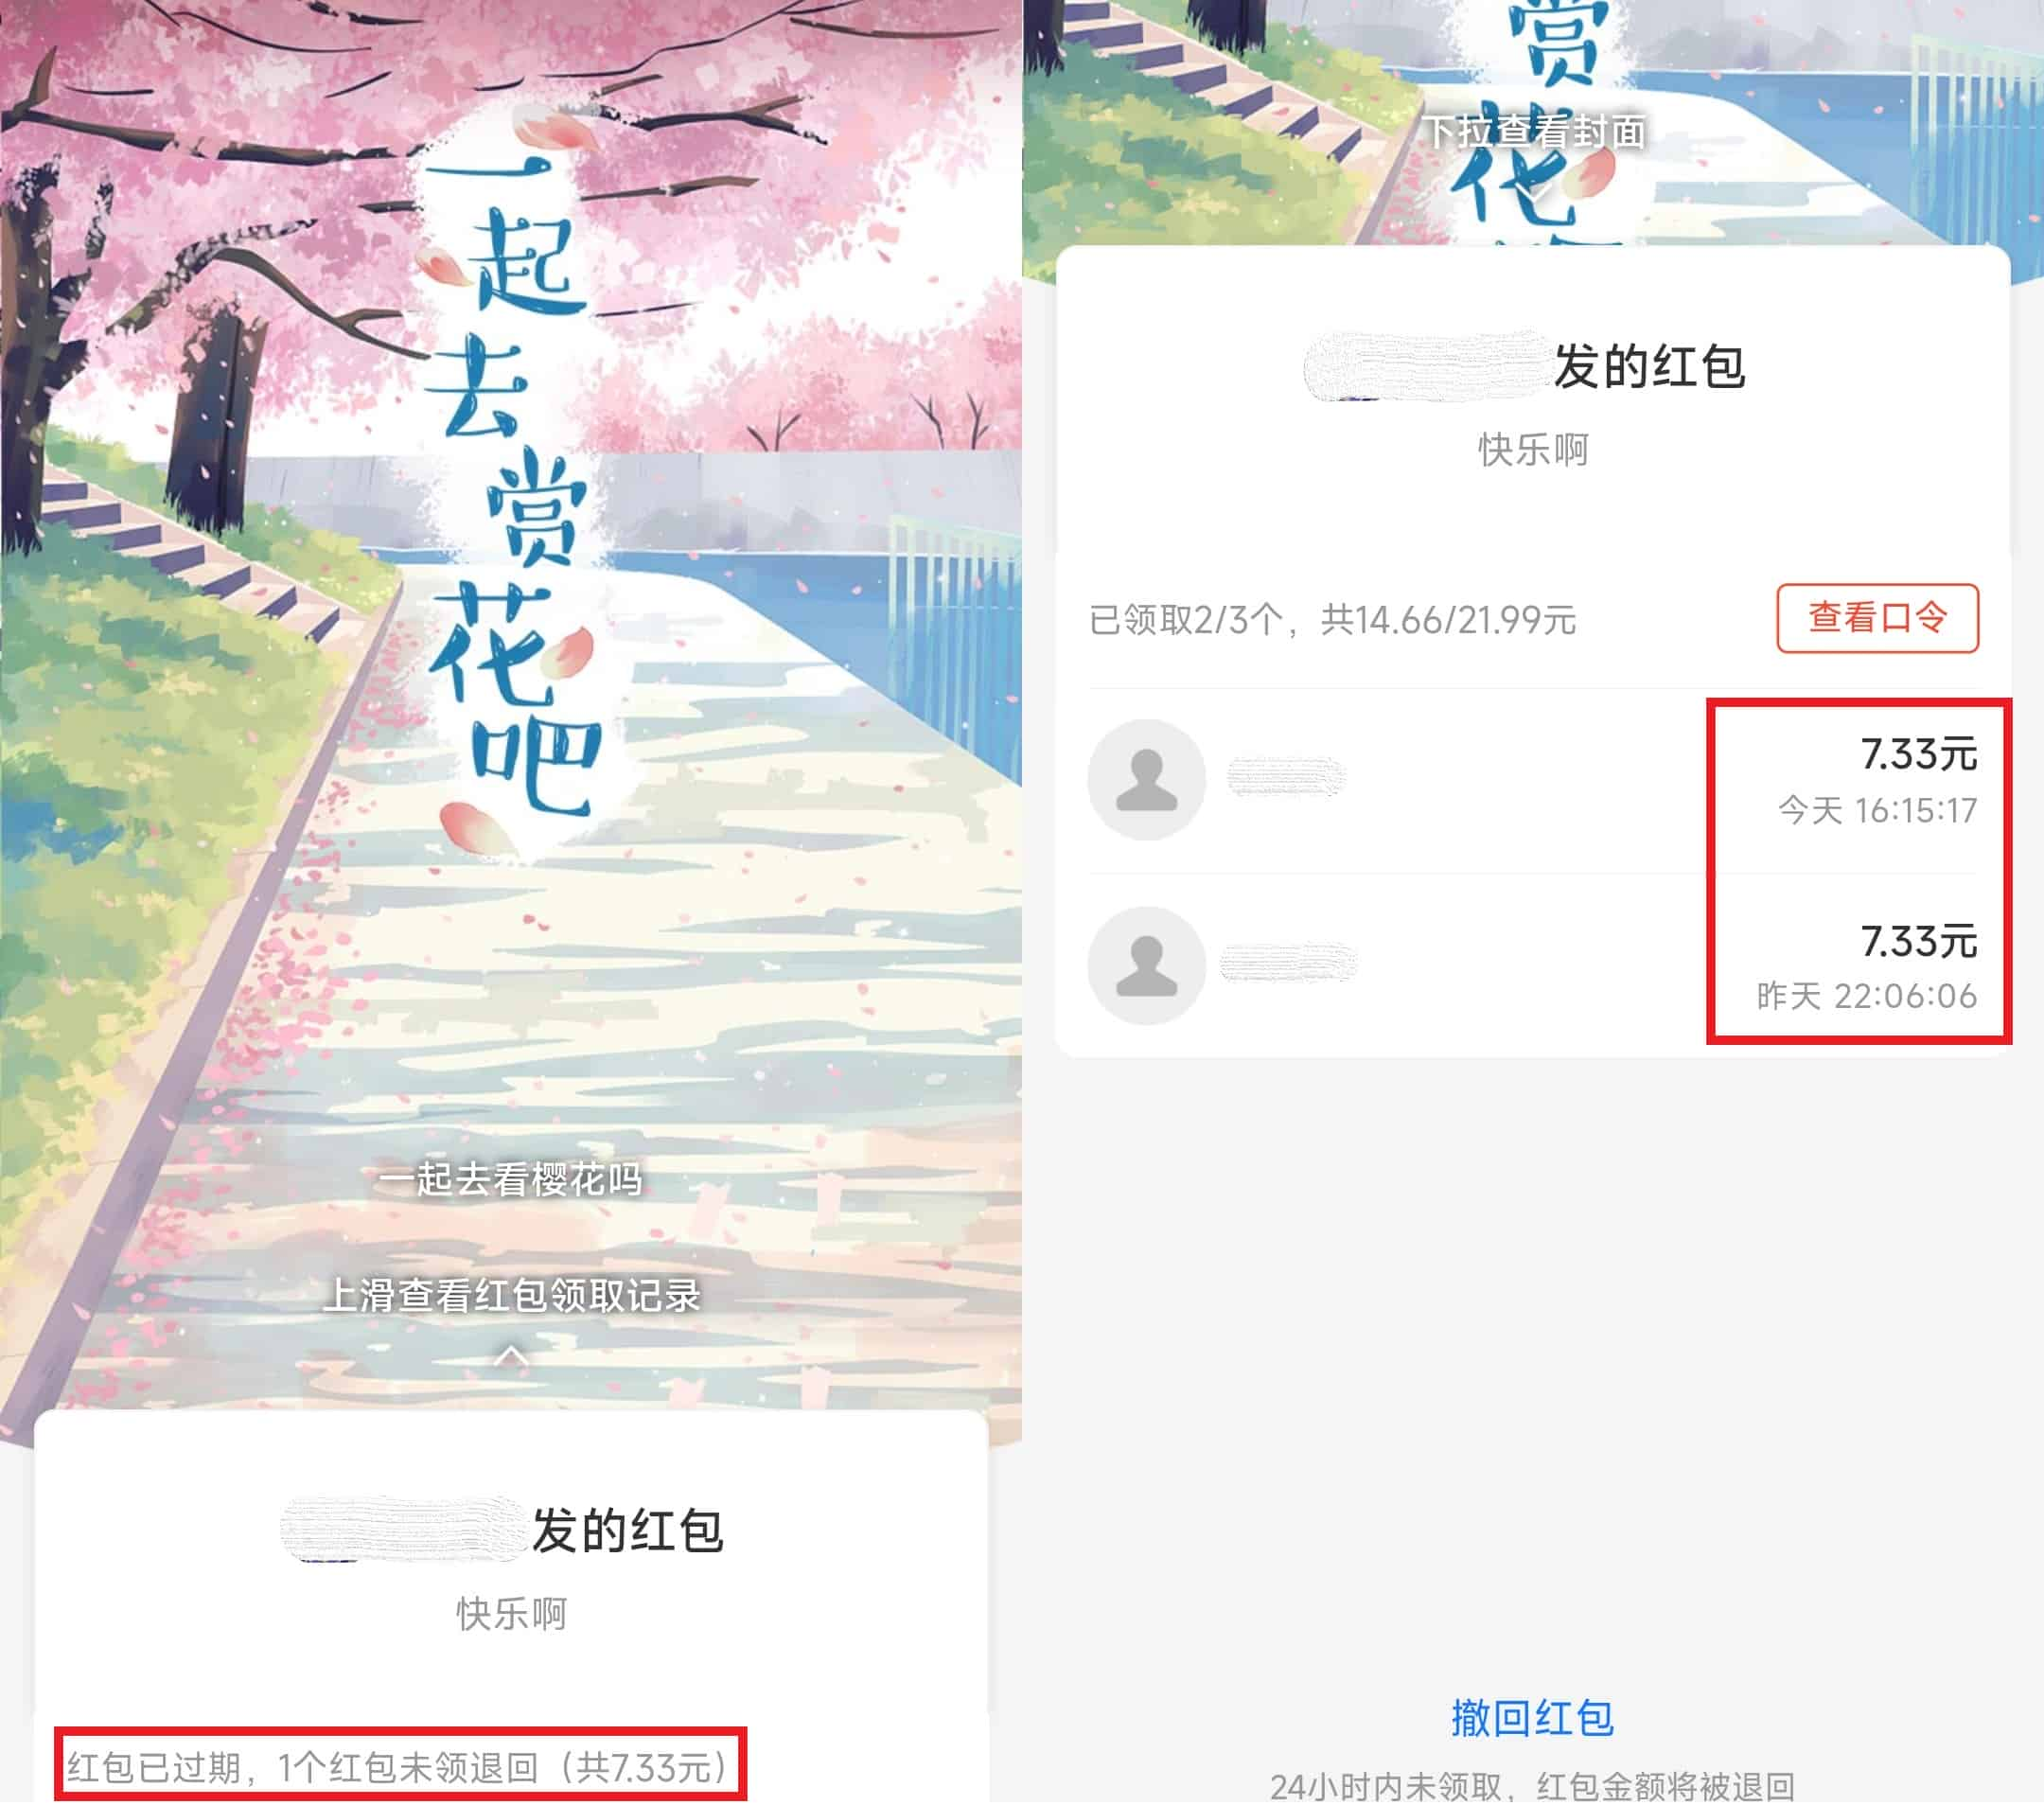 一起去赏花吧
一起去看樱花吗
上滑查看红包领取记录
发的红包
快乐啊
红包已过期，1个红包未领退回（共7.33元）
赏花
下拉查看封面
发的红包
快乐啊
已领取2/3个，共14.66/21.99元
查看口令
7.33元
今天 16:15:17
7.33元
昨天 22:06:06
撤回红包
24小时内未领取，红包金额将被退回